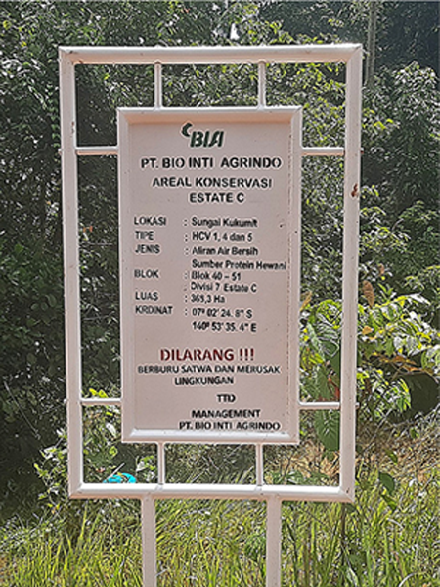 BIA
PT. BIO INTI AGRINDO
AREAL KONSERVASI
ESTATE C
LOKASI : Sungai Kukumit
TIPE : HCV 1, 4 dan 5
JENIS : Aliran Air Bersih
Sumber Protein Hewani
BLOK : Blok 40 – 51
Divisi 7 Estate C
LUAS : 369,3 Ha
KRDINAT : 07º 02' 24. 8" S
140º 53' 35. 4" E
DILARANG !!!
BERBURU SATWA DAN MERUSAK
LINGKUNGAN
TTD
MANAGEMENT
PT. BIO INTI AGRINDO